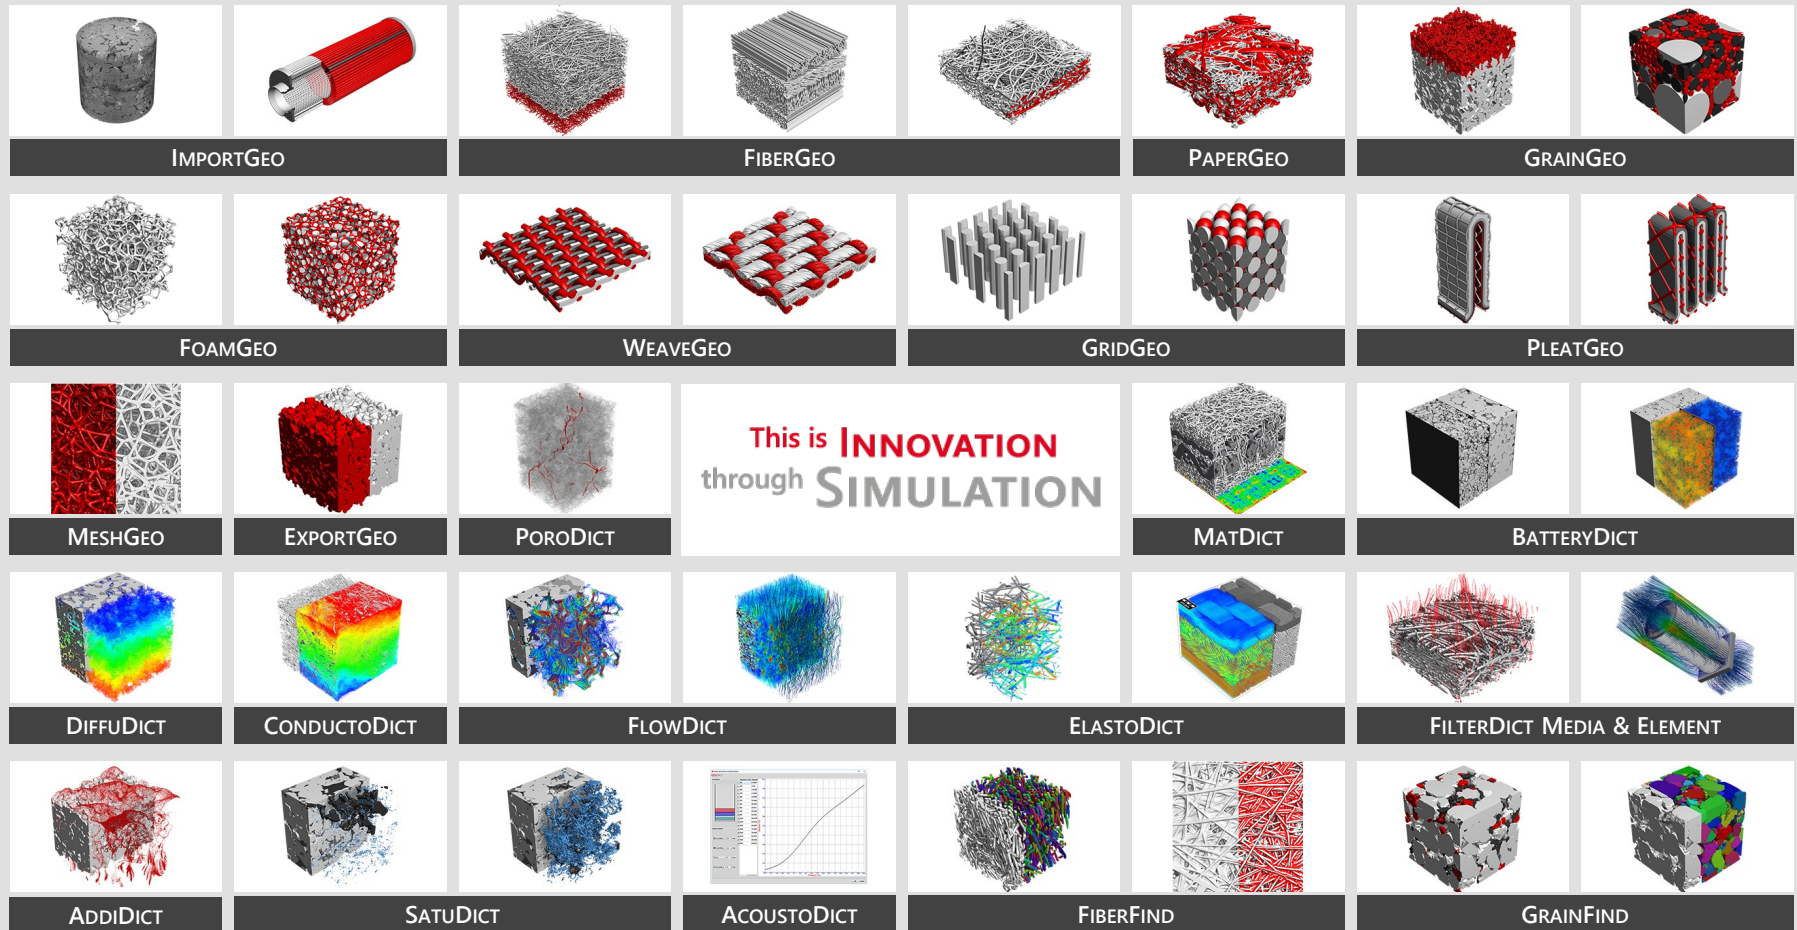 IMPORTGEO
FIBERGEO
PAPERGEO
GRAINGEO
FOAMGEO
WEAVEGEO
GRIDGEO
PLEATGEO
This is INNOVATION
through SIMULATION
MESHGEO
EXPORTGEO
PORODICT
MATDICT
BATTERYDICT
DIFFUDICT
CONDUCTODICT
FLOWDICT
ELASTODICT
FILTERDICT MEDIA & ELEMENT
ADDIDICT
SATUDICT
ACOUSTODICT
FIBERFIND
GRAINFIND